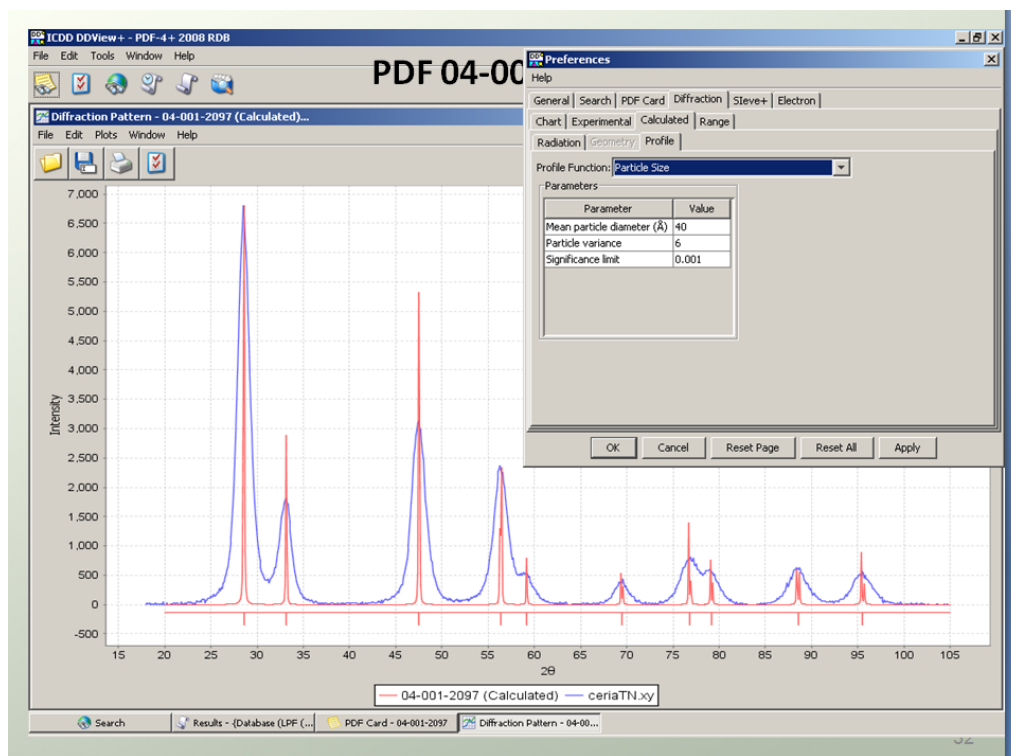 ICDD DDView+ - PDF-4+ 2008 RDB
File Edit Tools Window Help
PDF 04-00
Diffraction Pattern - 04-001-2097 (Calculated)...
File Edit Plots Window Help
Preferences
Help
General Search PDF Card Diffraction SIeve+ Electron
Chart Experimental Calculated Range
Radiation Geometry Profile
Profile Function: Particle Size
Parameters
Parameter Value
Mean particle diameter (Å) 40
Particle variance 6
Significance limit 0.001
OK Cancel Reset Page Reset All Apply
7,000
6,500
6,000
5,500
5,000
4,500
4,000
3,500
3,000
2,500
2,000
1,500
1,000
500
0
-500
Intensity
15 20 25 30 35 40 45 50 55 60 65 70 75 80 85 90 95 100 105
2θ
04-001-2097 (Calculated) ceriaTN.xy
Search Results - {Database (LPF (... PDF Card - 04-001-2097 Diffraction Pattern - 04-00...
32